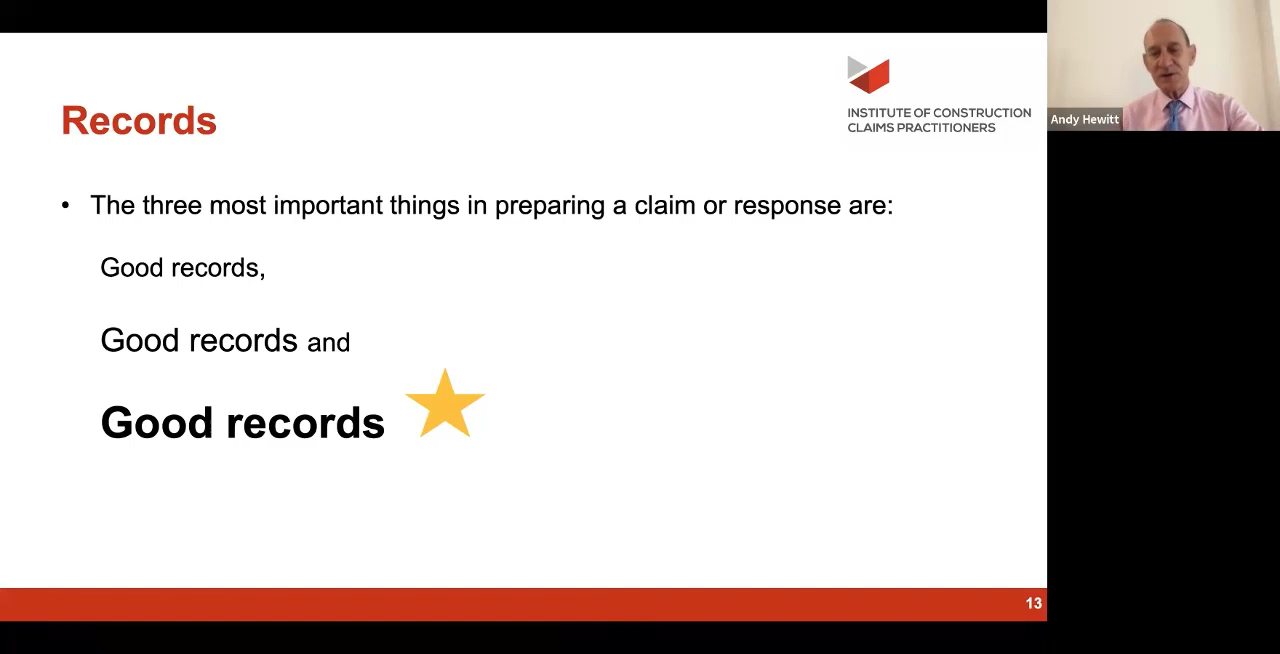 INSTITUTE OF CONSTRUCTION
CLAIMS PRACTITIONERS
Andy Hewitt
Records
• The three most important things in preparing a claim or response are:
Good records,
Good records and
Good records
13